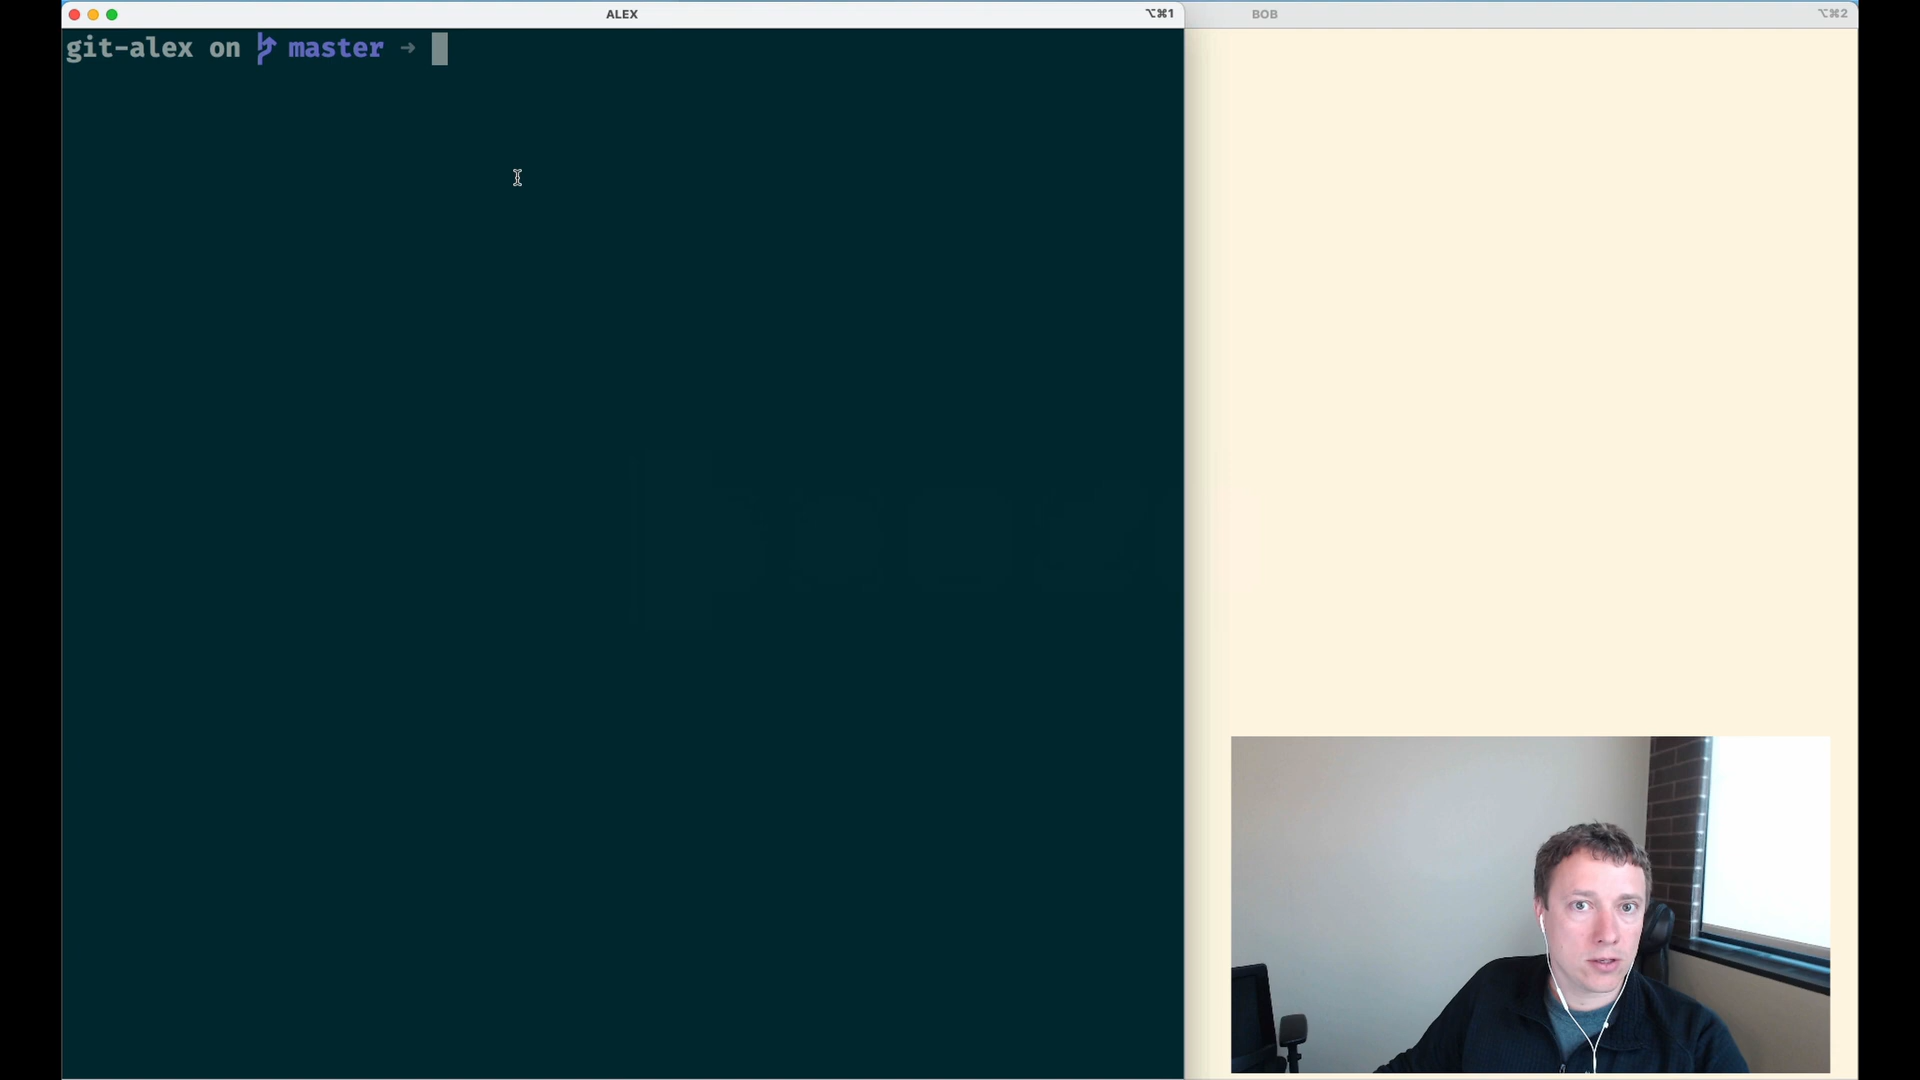 ALEX
⌥⌘1
BOB
⌥⌘2
git-alex on master →